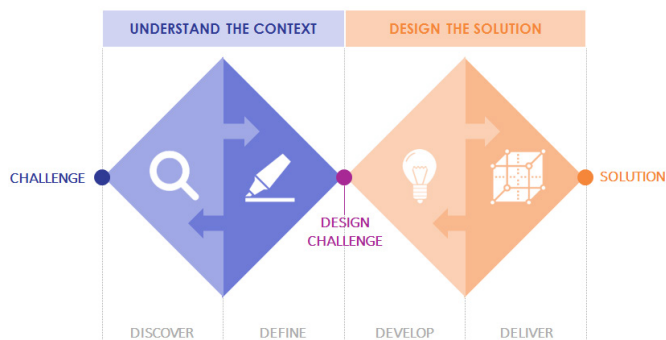 UNDERSTAND THE CONTEXT
DESIGN THE SOLUTION
CHALLENGE
SOLUTION
DESIGN
CHALLENGE
DISCOVER
DEFINE
DEVELOP
DELIVER